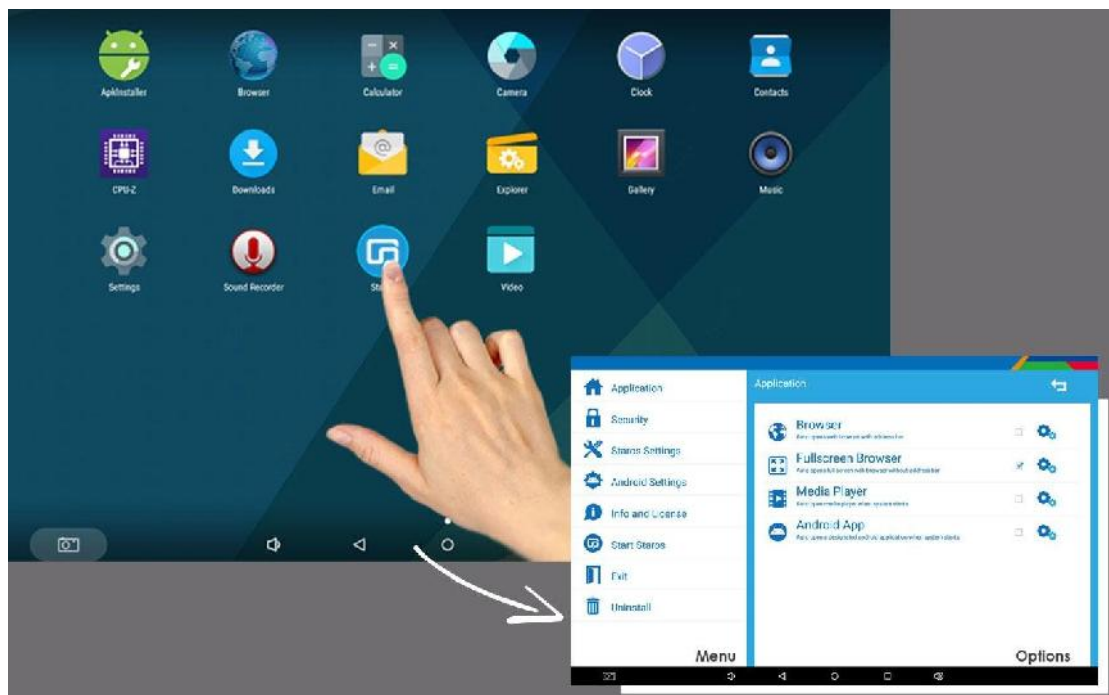 ApkInstaller
Browser
Calculator
Camera
Clock
Contacts
CPU-Z
Downloads
Email
Explorer
Gallery
Music
Settings
Sound Recorder
Video
Application
Security
Staros Settings
Android Settings
Info and License
Start Staros
Exit
Uninstall
Menu
Application
Browser
Fullscreen Browser
Media Player
Android App
Options